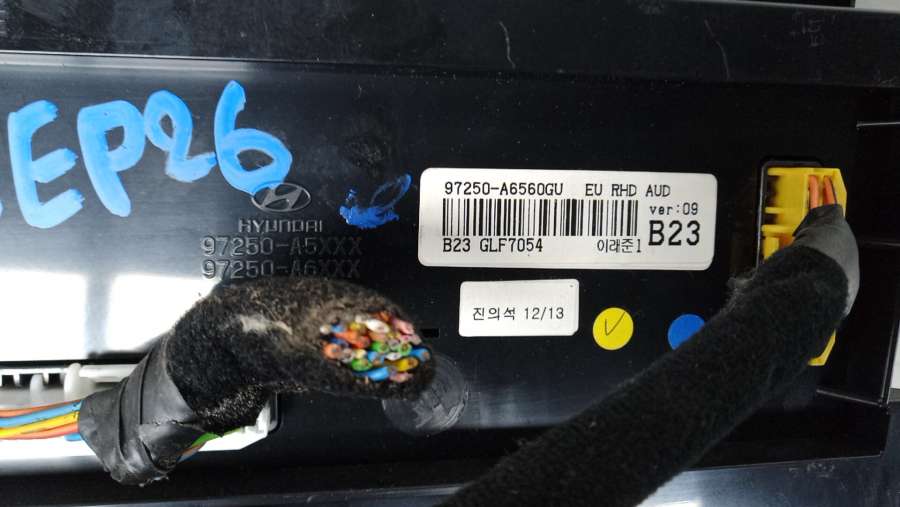 EP26
HYUNDAI
97250-A5XXX
97250-A6XXX
97250-A6560GU EU RHD AUD
ver:09
B23 GLF7054 이래준1 B23
진의석 12/13